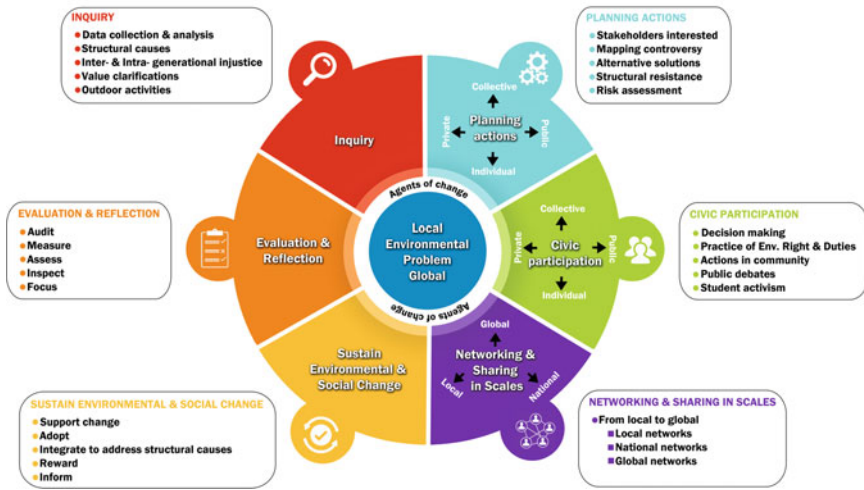 INQUIRY
Data collection & analysis
Structural causes
Inter- & Intra- generational injustice
Value clarifications
Outdoor activities
PLANNING ACTIONS
Stakeholders interested
Mapping controversy
Alternative solutions
Structural resistance
Risk assessment
Inquiry
Collective
Private
Planning
actions
Public
Individual
EVALUATION & REFLECTION
Audit
Measure
Assess
Inspect
Focus
Evaluation &
Reflection
Agents of change
Local
Environmental
Problem
Global
Agents of change
Collective
Private
Civic
participation
Public
Individual
CIVIC PARTICIPATION
Decision making
Practice of Env. Right & Duties
Actions in community
Public debates
Student activism
Sustain
Environmental &
Social Change
Global
Networking &
Sharing
in Scales
Local
National
SUSTAIN ENVIRONMENTAL & SOCIAL CHANGE
Support change
Adopt
Integrate to address structural causes
Reward
Inform
NETWORKING & SHARING IN SCALES
From local to global
Local networks
National networks
Global networks